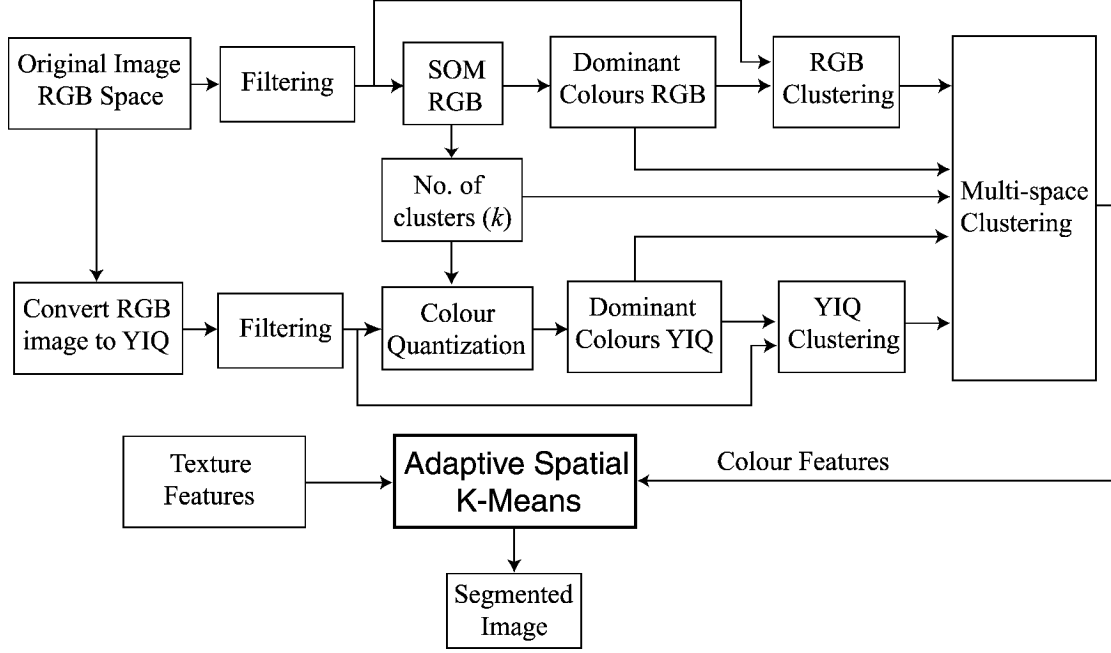 Original Image
RGB Space
Filtering
SOM
RGB
Dominant
Colours RGB
RGB
Clustering
No. of
clusters (k)
Multi-space
Clustering
Convert RGB
image to YIQ
Filtering
Colour
Quantization
Dominant
Colours YIQ
YIQ
Clustering
Texture
Features
Adaptive Spatial
K-Means
Colour Features
Segmented
Image